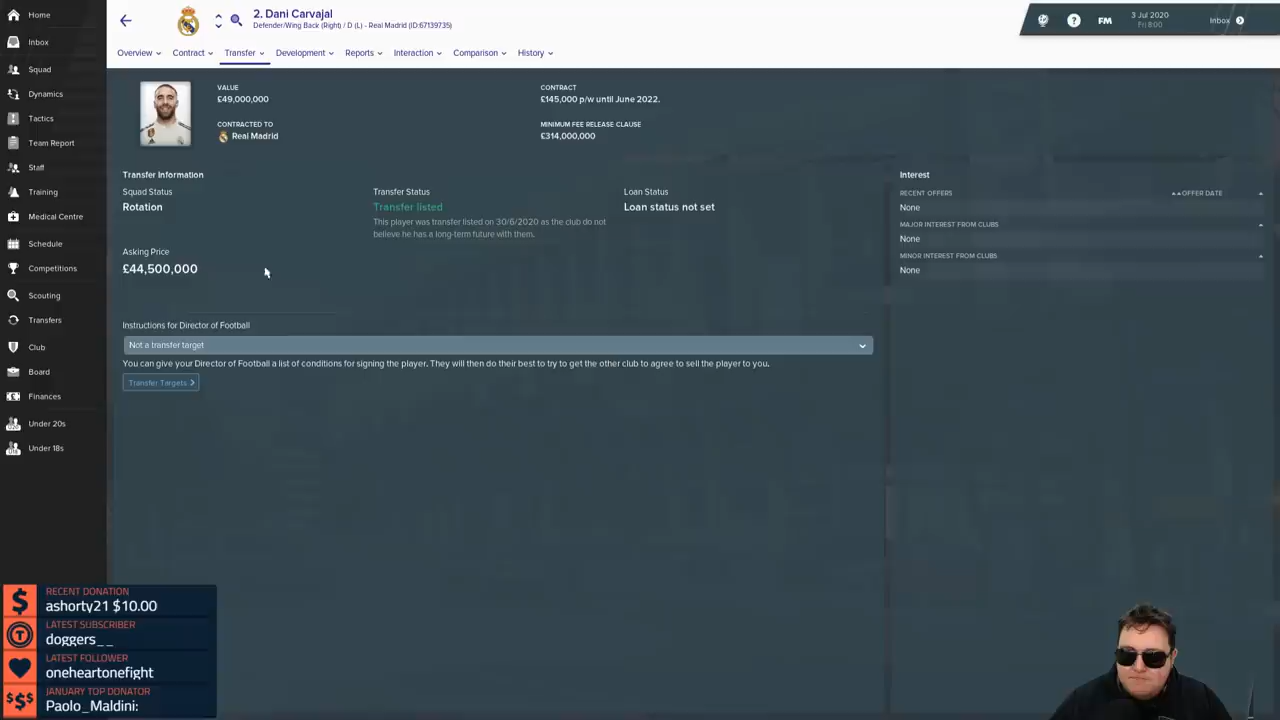 Home
Inbox
Squad
Dynamics
Tactics
Team Report
Staff
Training
Medical Centre
Schedule
Competitions
Scouting
Transfers
Club
Board
Finances
Under 20s
Under 18s
2. Dani Carvajal
Defender/Wing Back (Right) / D (L) - Real Madrid (ID:67139735)
? FM 3 Jul 2020 Inbox
Fri 8:00
Overview Contract Transfer Development Reports Interaction Comparison History
VALUE
£49,000,000
CONTRACT
£145,000 p/w until June 2022.
CONTRACTED TO
Real Madrid
MINIMUM FEE RELEASE CLAUSE
£314,000,000
Transfer Information
Squad Status
Rotation
Transfer Status
Transfer listed
This player was transfer listed on 30/6/2020 as the club do not
believe he has a long-term future with them.
Loan Status
Loan status not set
Asking Price
£44,500,000
Instructions for Director of Football
Not a transfer target
You can give your Director of Football a list of conditions for signing the player. They will then do their best to try to get the other club to agree to sell the player to you.
Transfer Targets
Interest
RECENT OFFERS OFFER DATE
None
MAJOR INTEREST FROM CLUBS
None
MINOR INTEREST FROM CLUBS
None
RECENT DONATION
ashorty21 $10.00
LATEST SUBSCRIBER
doggers__
LATEST FOLLOWER
oneheartonefight
JANUARY TOP DONATOR
Paolo_Maldini: